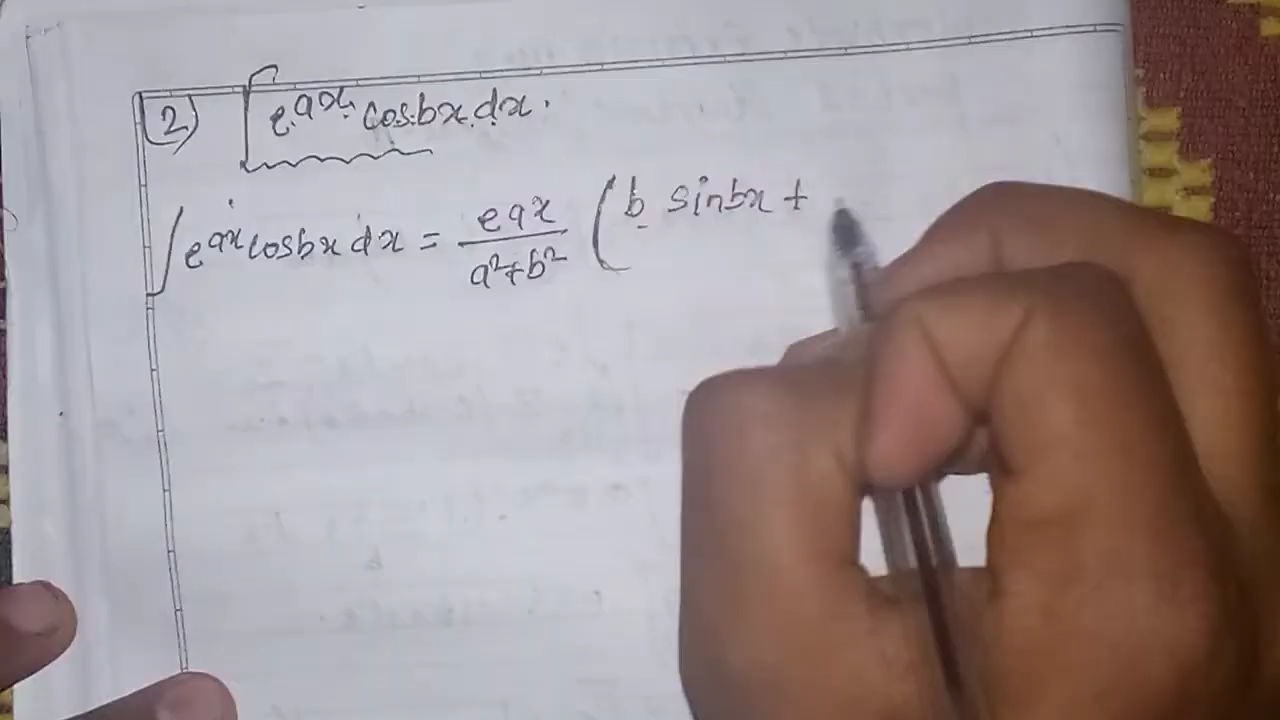 2) ∫ e^ax cos bx dx.
∫ e^ax cos bx dx = e^ax / a²+b² ( b sin bx +